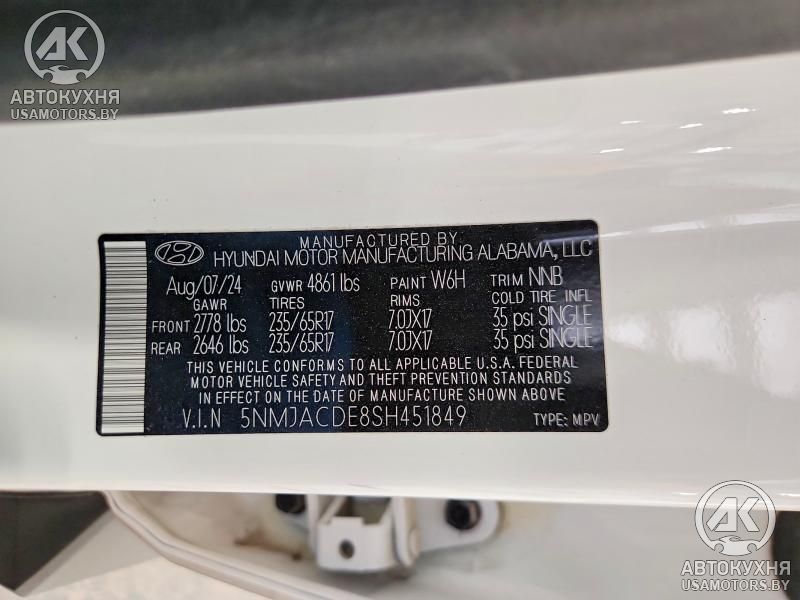 AK
АВТОКУХНЯ
USAMOTORS.BY
MANUFACTURED BY
HYUNDAI MOTOR MANUFACTURING ALABAMA, LLC
Aug/07/24 GVWR 4861 lbs PAINT W6H TRIM NNB
GAWR TIRES RIMS COLD TIRE INFL
FRONT 2778 lbs 235/65R17 7.0JX17 35 psi SINGLE
REAR 2646 lbs 235/65R17 7.0JX17 35 psi SINGLE
THIS VEHICLE CONFORMS TO ALL APPLICABLE U.S.A. FEDERAL
MOTOR VEHICLE SAFETY AND THEFT PREVENTION STANDARDS
IN EFFECT ON THE DATE OF MANUFACTURE SHOWN ABOVE
V.I.N 5NMJACDE8SH451849 TYPE: MPV
AK
АВТОКУХНЯ
USAMOTORS.BY